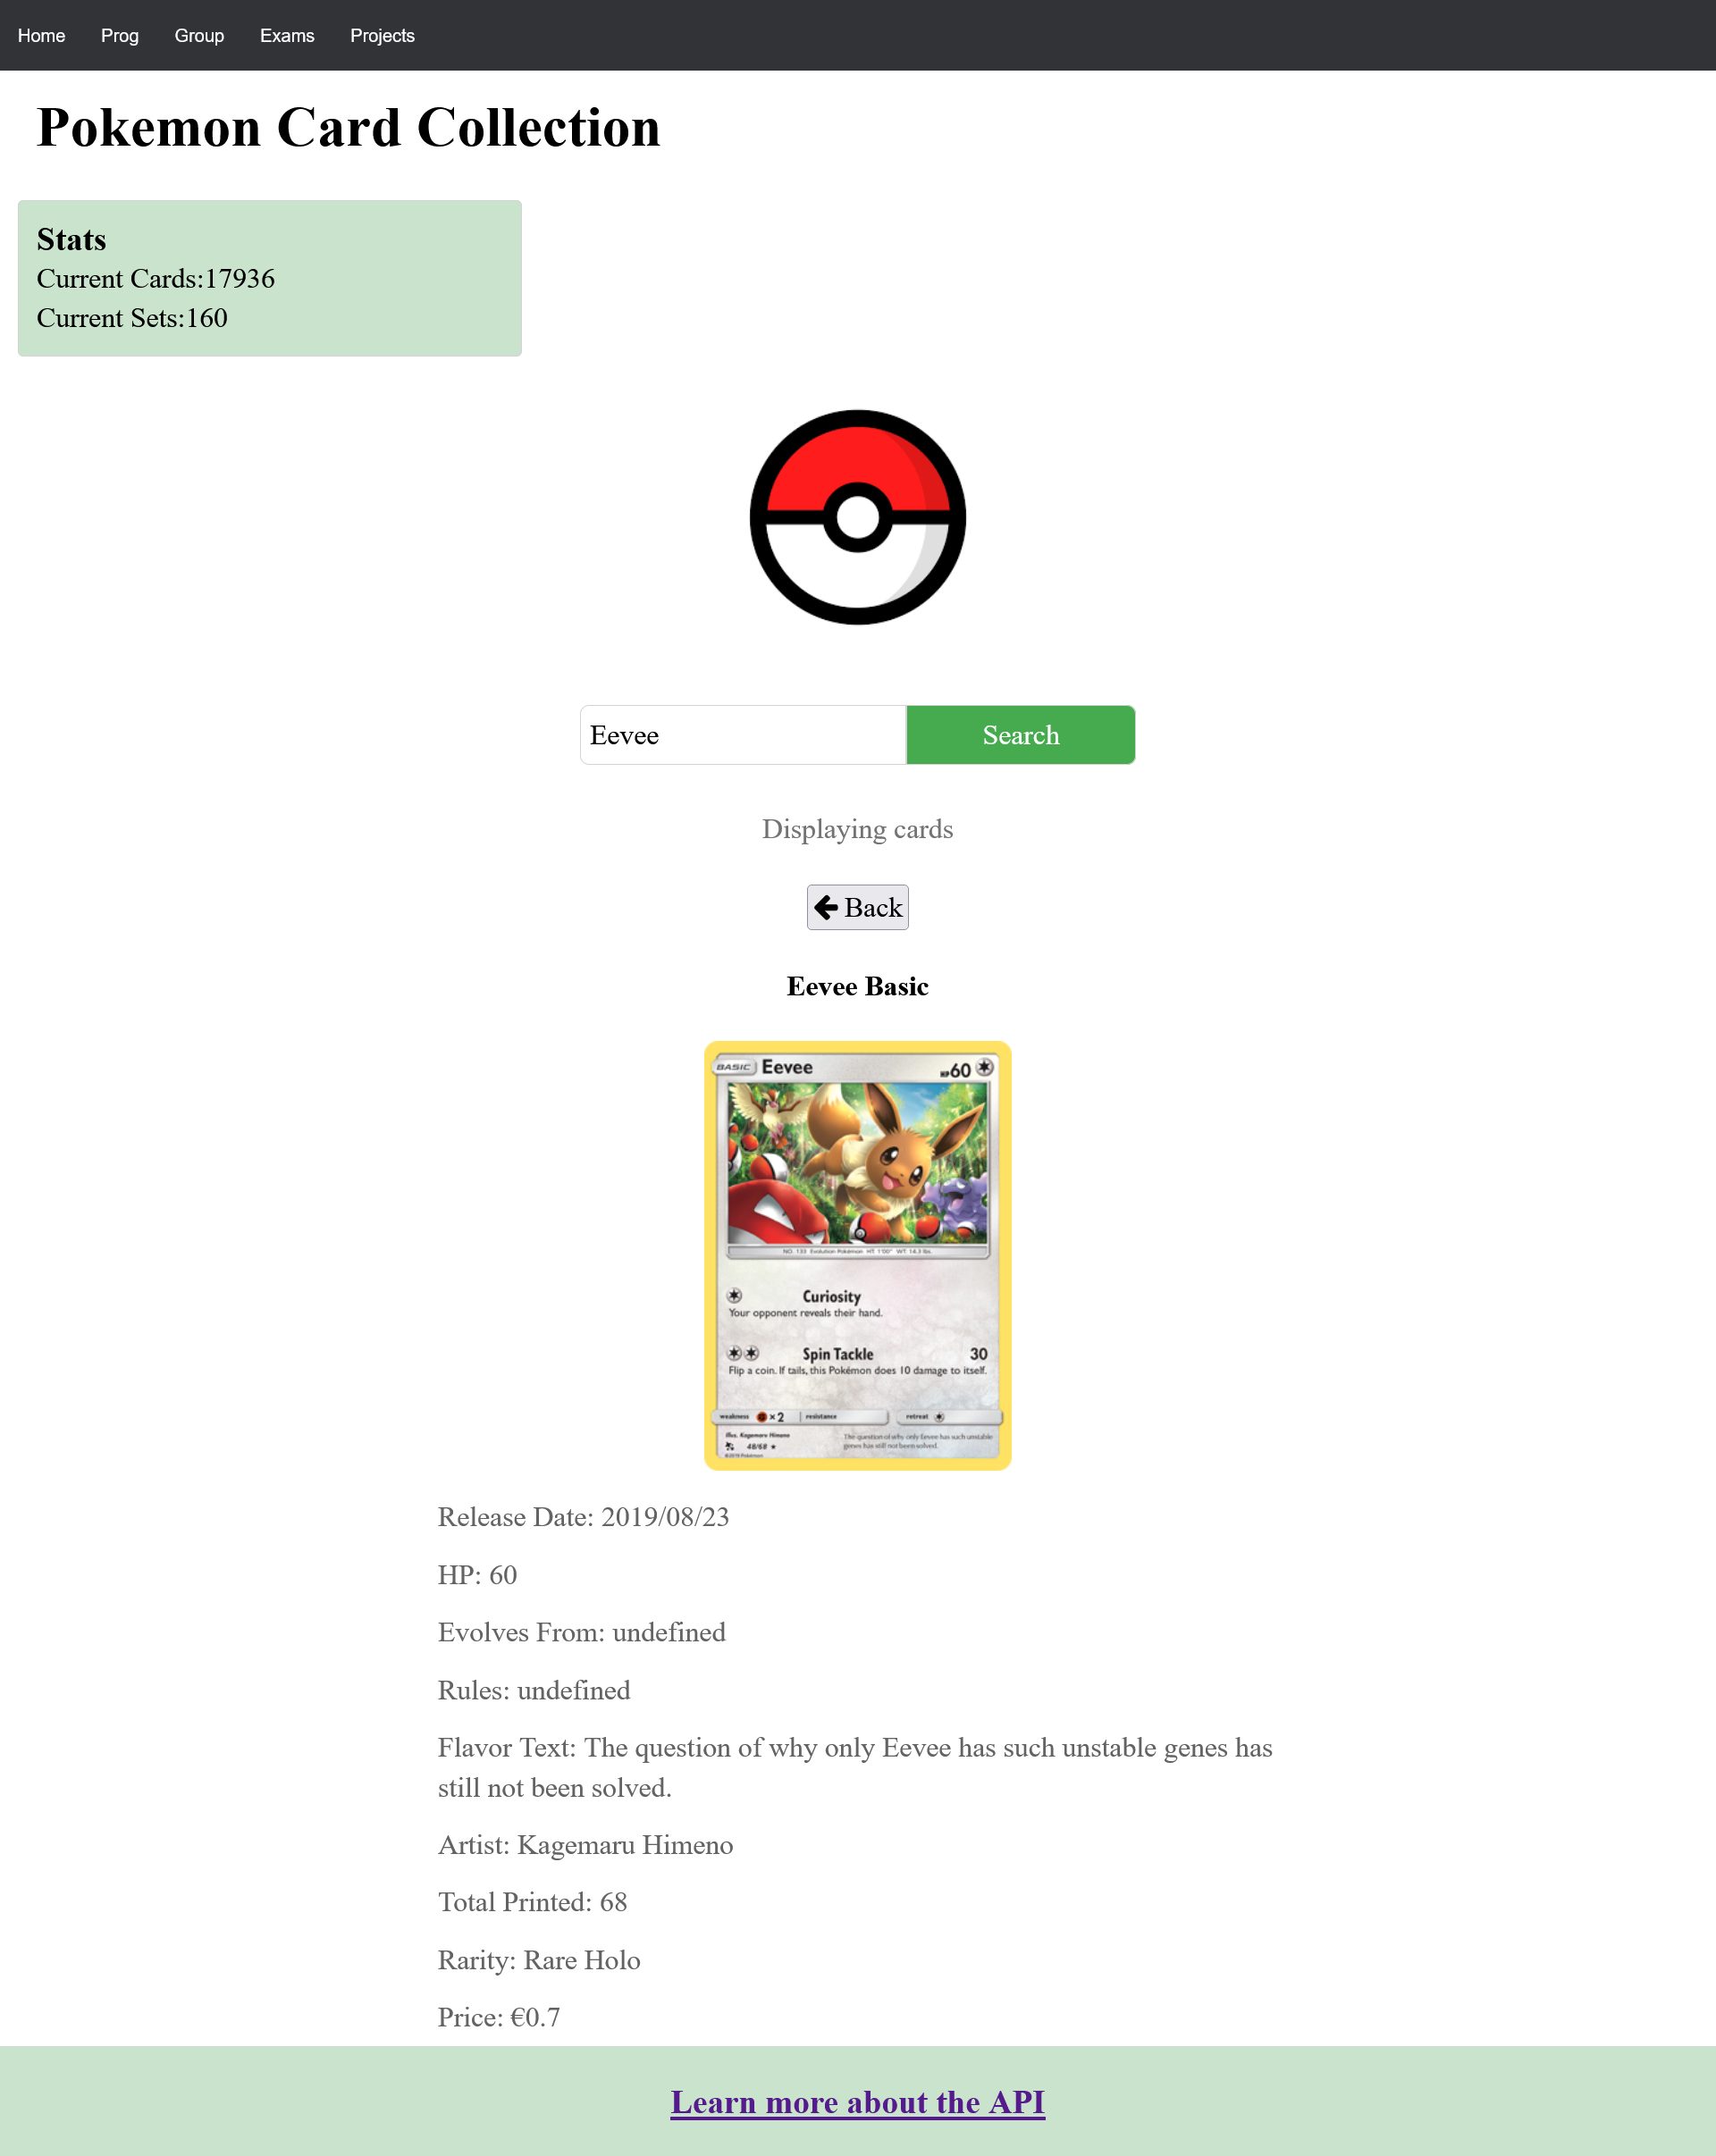 Home Prog Group Exams Projects
Pokemon Card Collection
Stats
Current Cards:17936
Current Sets:160
Eevee Search
Displaying cards
Back
Eevee Basic
BASIC Eevee HP60
NO. 133 Evolution Pokémon HT: 1'00" WT: 14.3 lbs.
Curiosity
Your opponent reveals their hand.
Spin Tackle 30
Flip a coin. If tails, this Pokémon does 10 damage to itself.
weakness ×2 resistance retreat
Illus. Kagemaru Himeno
The question of why only Eevee has such unstable
48/68 genes has still not been solved.
©2019 Pokémon
Release Date: 2019/08/23
HP: 60
Evolves From: undefined
Rules: undefined
Flavor Text: The question of why only Eevee has such unstable genes has
still not been solved.
Artist: Kagemaru Himeno
Total Printed: 68
Rarity: Rare Holo
Price: €0.7
Learn more about the API